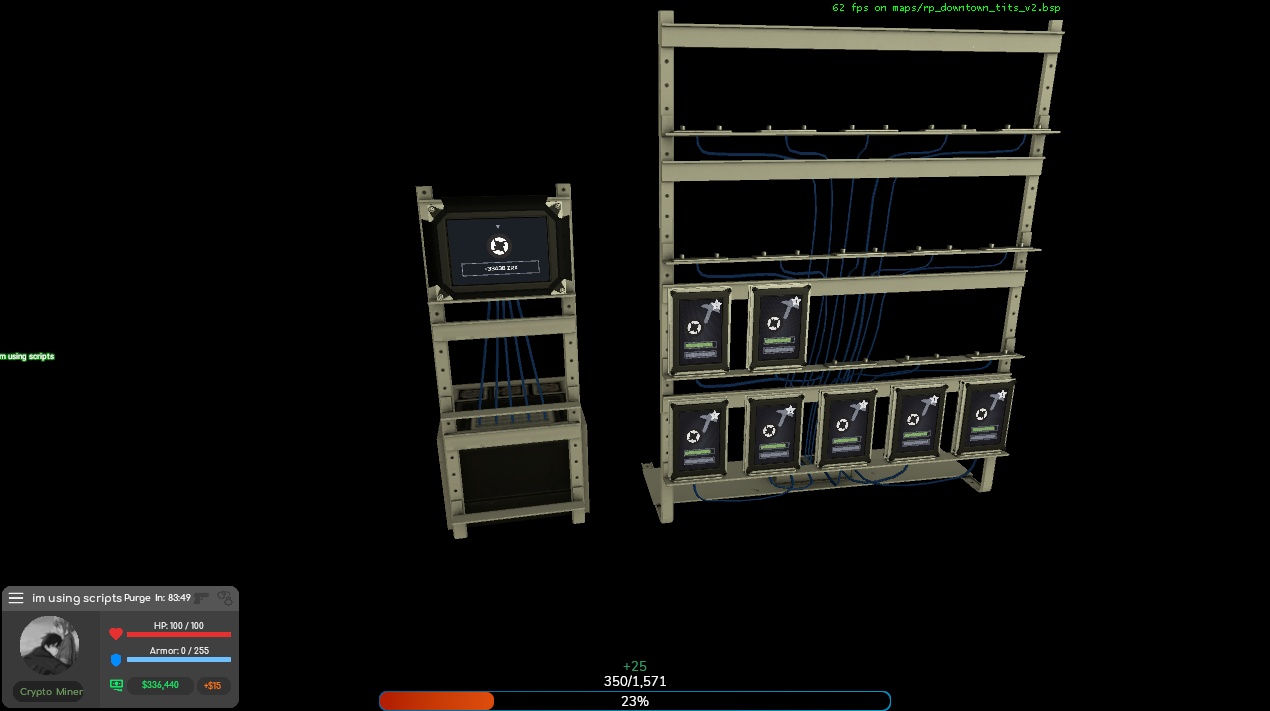 62 fps on maps/rp_downtown_tits_v2.bsp
m using scripts
im using scripts Purge In: 83:49
HP: 100 / 100
Armor: 0 / 255
Crypto Miner
$336,440
+$15
+25
350/1,571
23%